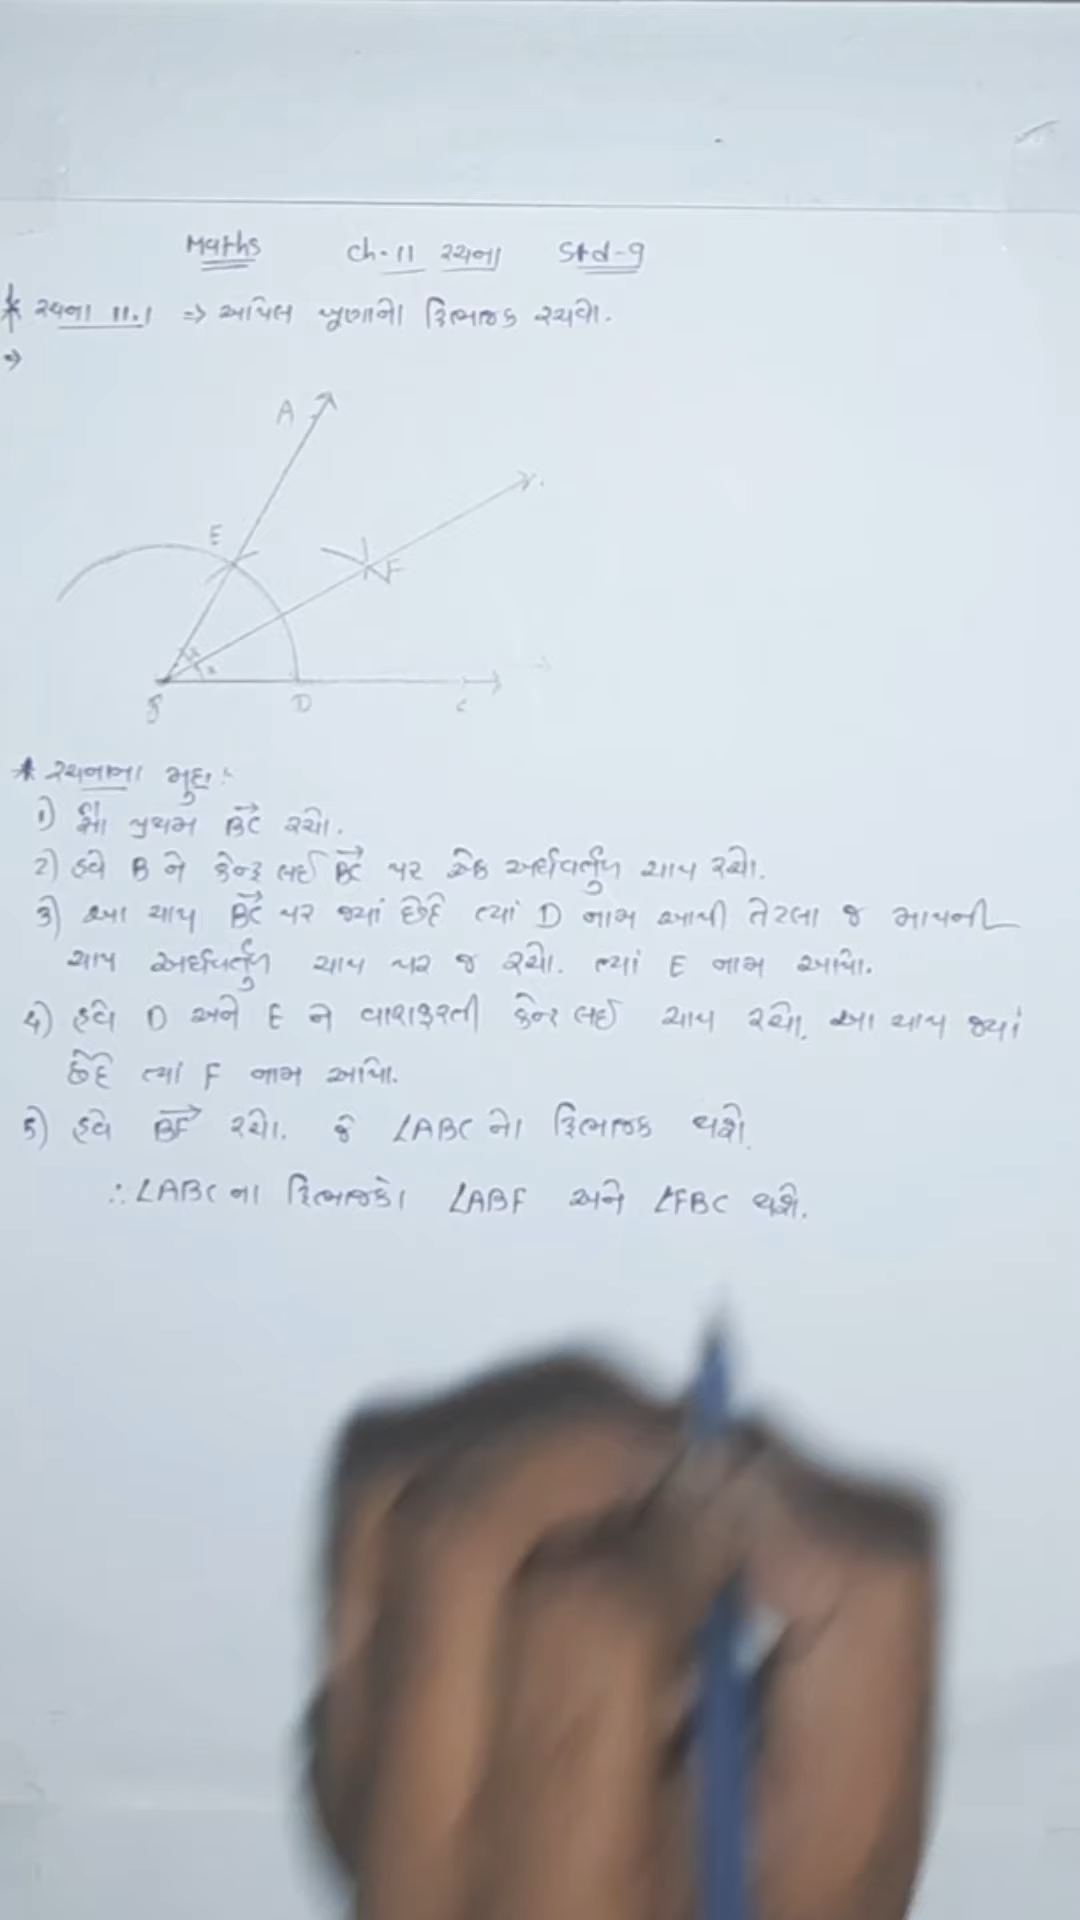 Maths Ch-11 રચના Std-9
* રચના 11.1 ⇒ આપેલ ખૂણાનો દ્વિભાજક રચવો.
⇒
A
E
F
B D C
* રચનાના મુદ્દા :-
1) સૌ પ્રથમ BC રચો.
2) હવે B ને કેન્દ્ર લઈ BC પર એક અર્ધવર્તુળ ચાપ રચો.
3) આ ચાપ BC પર જ્યાં છેદે ત્યાં D નામ આપી તેટલા જ માપની
ચાપ અર્ધવર્તુળ ચાપ પર જ રચો. ત્યાં E નામ આપો.
4) હવે D અને E ને વારાફરતી કેન્દ્ર લઈ ચાપ રચો. આ ચાપ જ્યાં
છેદે ત્યાં F નામ આપો.
5) હવે BF રચો. જે ∠ABC નો દ્વિભાજક થશે.
∴ ∠ABC ના દ્વિભાજકો ∠ABF અને ∠FBC થશે.